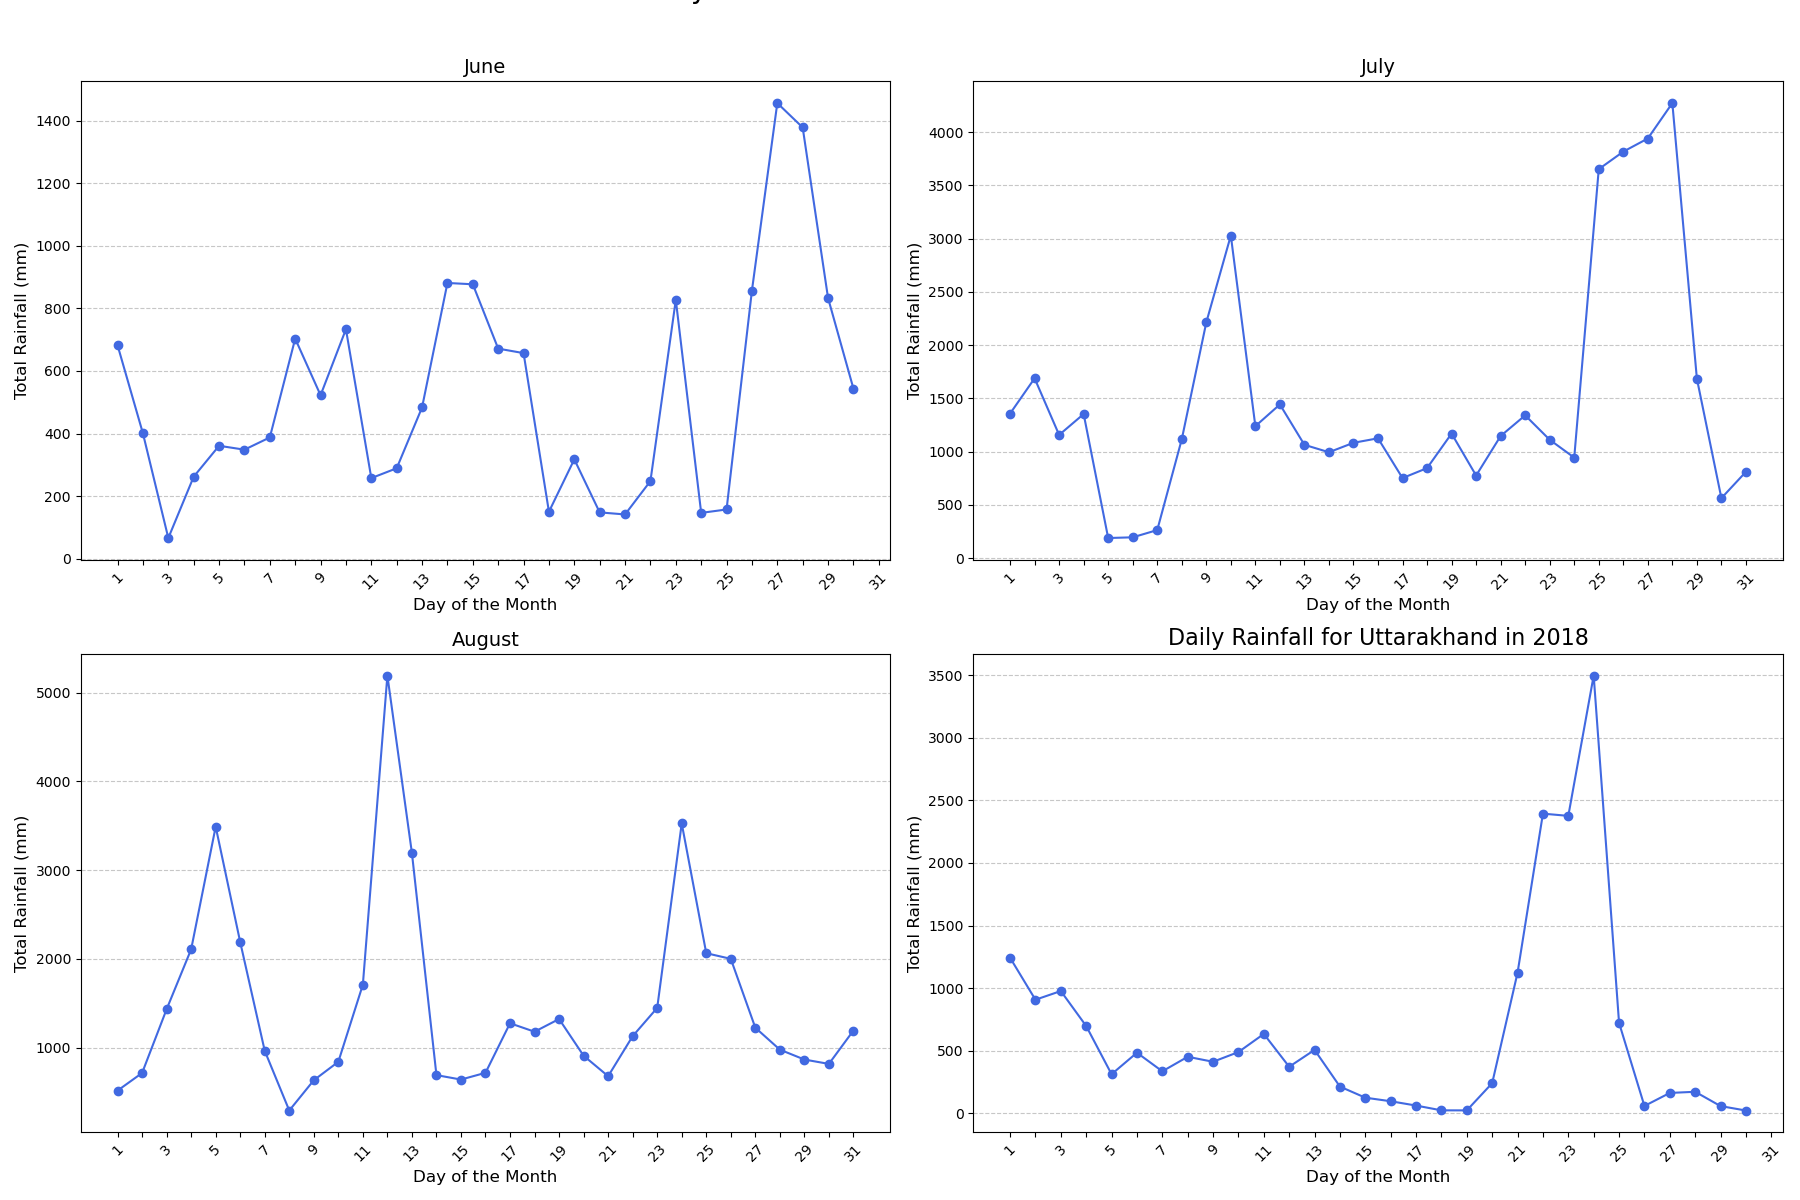 June
1400
1200
1000
800
600
400
200
0
Total Rainfall (mm)
1 3 5 7 9 11 13 15 17 19 21 23 25 27 29 31
Day of the Month
July
4000
3500
3000
2500
2000
1500
1000
500
0
Total Rainfall (mm)
1 3 5 7 9 11 13 15 17 19 21 23 25 27 29 31
Day of the Month
August
5000
4000
3000
2000
1000
Total Rainfall (mm)
1 3 5 7 9 11 13 15 17 19 21 23 25 27 29 31
Day of the Month
Daily Rainfall for Uttarakhand in 2018
3500
3000
2500
2000
1500
1000
500
0
Total Rainfall (mm)
1 3 5 7 9 11 13 15 17 19 21 23 25 27 29 31
Day of the Month